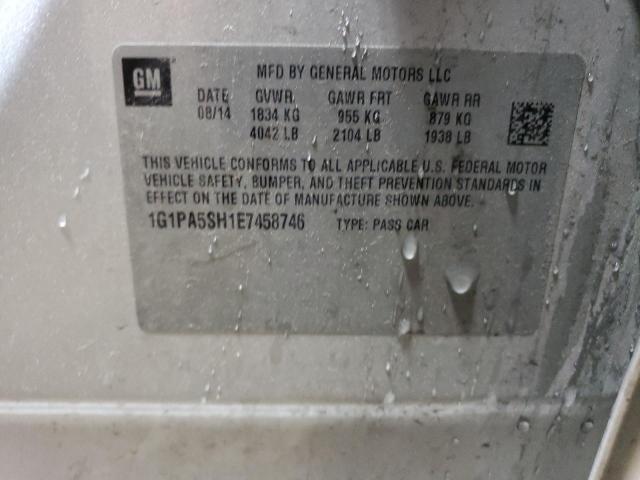 GM
MFD BY GENERAL MOTORS LLC
DATE GVWR GAWR FRT GAWR RR
08/14 1834 KG 955 KG 879 KG
4042 LB 2104 LB 1938 LB
THIS VEHICLE CONFORMS TO ALL APPLICABLE U.S. FEDERAL MOTOR
VEHICLE SAFETY, BUMPER, AND THEFT PREVENTION STANDARDS IN
EFFECT ON THE DATE OF MANUFACTURE SHOWN ABOVE.
1G1PA5SH1E7458746 TYPE: PASS CAR